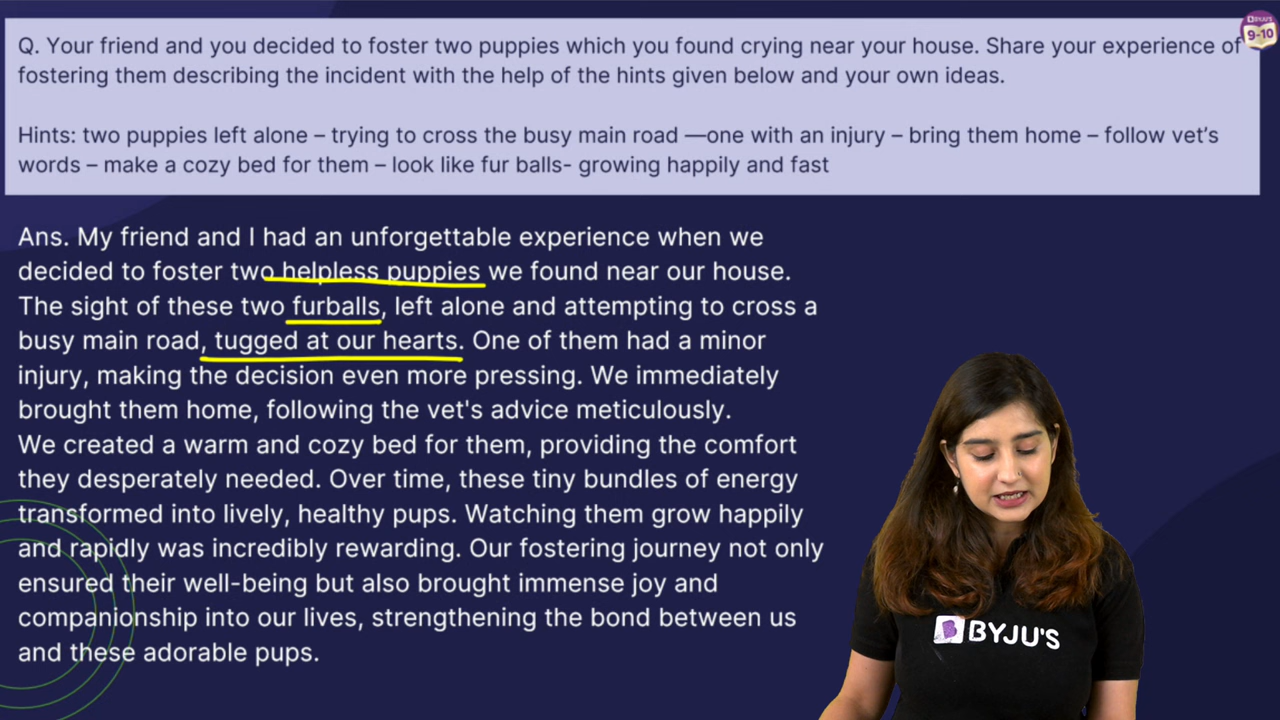 Q. Your friend and you decided to foster two puppies which you found crying near your house. Share your experience of
fostering them describing the incident with the help of the hints given below and your own ideas.
Hints: two puppies left alone – trying to cross the busy main road —one with an injury – bring them home – follow vet's
words – make a cozy bed for them – look like fur balls- growing happily and fast
BYJU'S
9-10
Ans. My friend and I had an unforgettable experience when we
decided to foster two helpless puppies we found near our house.
The sight of these two furballs, left alone and attempting to cross a
busy main road, tugged at our hearts. One of them had a minor
injury, making the decision even more pressing. We immediately
brought them home, following the vet's advice meticulously.
We created a warm and cozy bed for them, providing the comfort
they desperately needed. Over time, these tiny bundles of energy
transformed into lively, healthy pups. Watching them grow happily
and rapidly was incredibly rewarding. Our fostering journey not only
ensured their well-being but also brought immense joy and
companionship into our lives, strengthening the bond between us
and these adorable pups.
BYJU'S